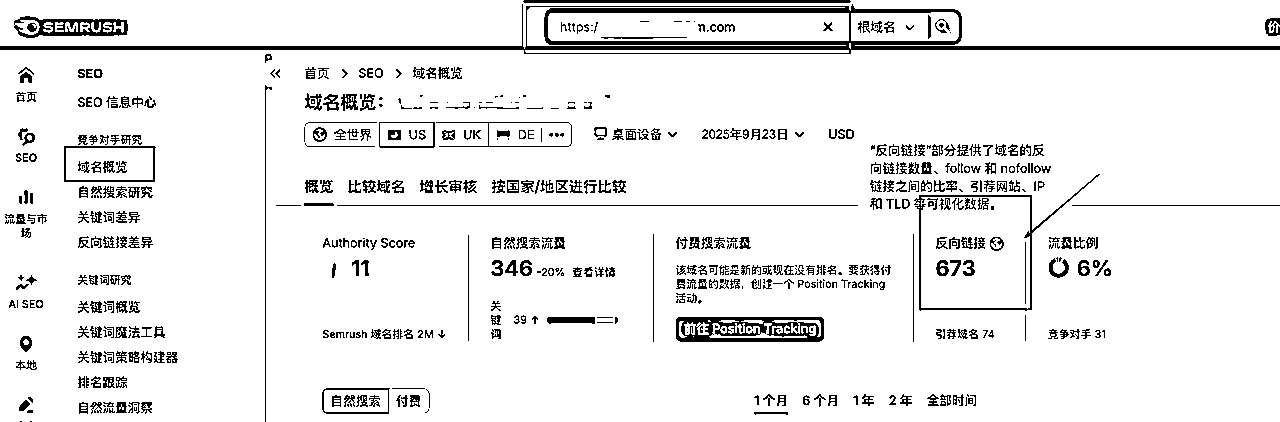 SEMRUSH
https:/ n.com × 根域名
价
首页
SEO
流量与市场
AI SEO
本地
SEO
SEO 信息中心
竞争对手研究
域名概览
自然搜索研究
关键词差异
反向链接差异
关键词研究
关键词概览
关键词魔法工具
关键词策略构建器
排名跟踪
自然流量洞察
首页 > SEO > 域名概览
域名概览：
全世界 US UK DE ••• 桌面设备 2025年9月23日 USD
“反向链接”部分提供了域名的反
向链接数量、follow 和 nofollow
链接之间的比率、引荐网站、IP
和 TLD 等可视化数据。
概览 比较域名 增长审核 按国家/地区进行比较
Authority Score
11
Semrush 域名排名 2M ↓
自然搜索流量
346 -20% 查看详情
关键词 39 ↑
付费搜索流量
该域名可能是新的或现在没有排名。要获得付
费流量的数据，创建一个 Position Tracking
活动。
前往 Position Tracking
反向链接
673
引荐域名 74
流量比例
6%
竞争对手 31
自然搜索 付费
1个月 6个月 1年 2年 全部时间